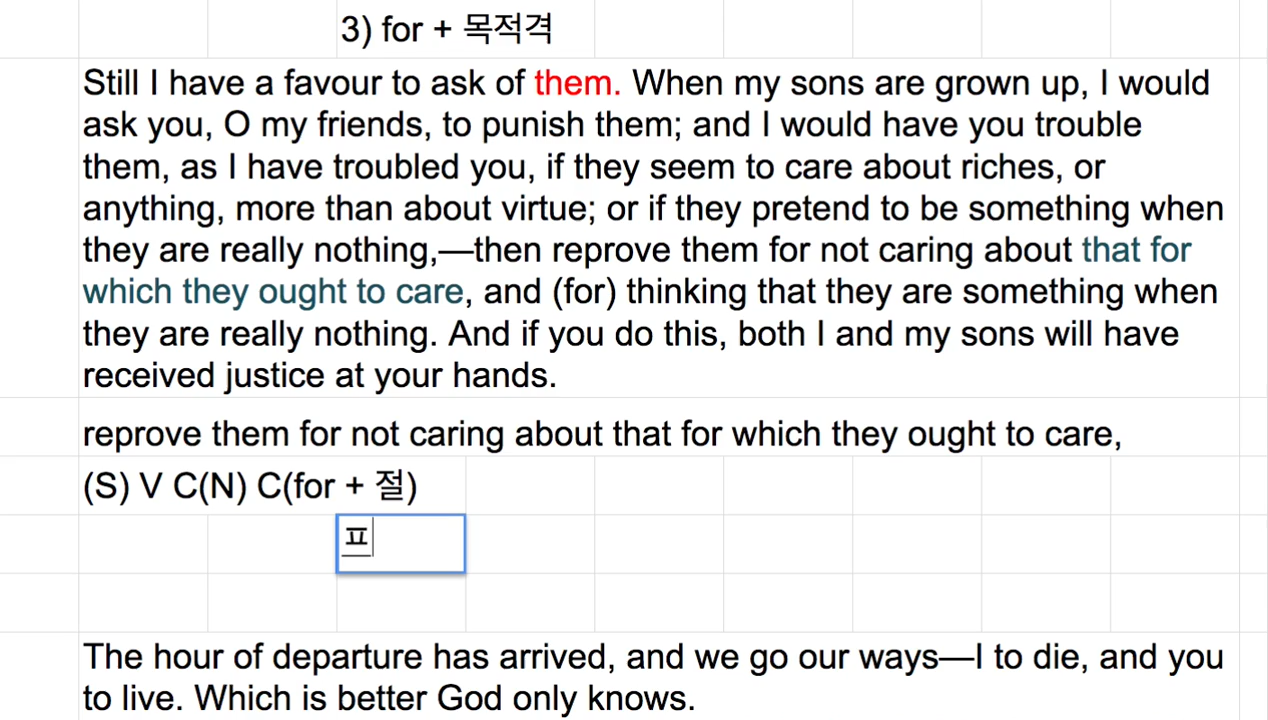 3) for + 목적격
Still I have a favour to ask of them. When my sons are grown up, I would
ask you, O my friends, to punish them; and I would have you trouble
them, as I have troubled you, if they seem to care about riches, or
anything, more than about virtue; or if they pretend to be something when
they are really nothing,—then reprove them for not caring about that for
which they ought to care, and (for) thinking that they are something when
they are really nothing. And if you do this, both I and my sons will have
received justice at your hands.
reprove them for not caring about that for which they ought to care,
(S) V C(N) C(for + 절)
ㅍ
The hour of departure has arrived, and we go our ways—I to die, and you
to live. Which is better God only knows.